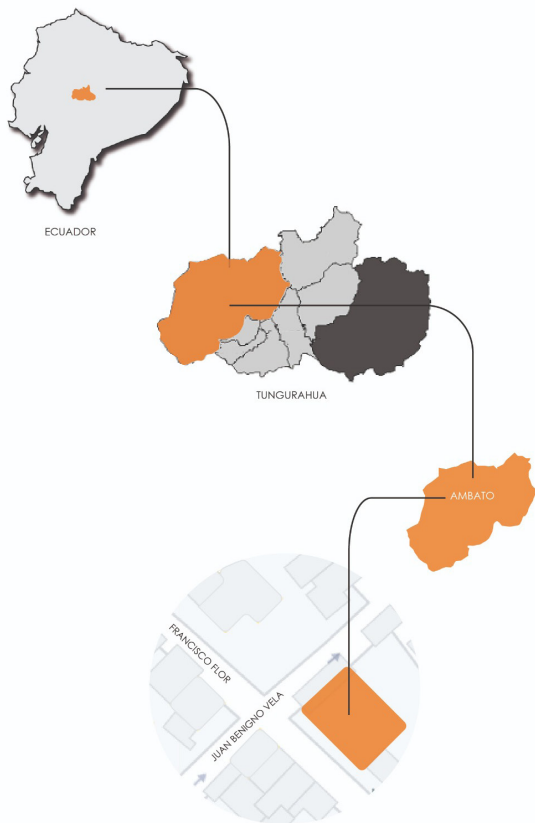 ECUADOR
TUNGURAHUA
AMBATO
FRANCISCO FLOR
JUAN BENIGNO VELA